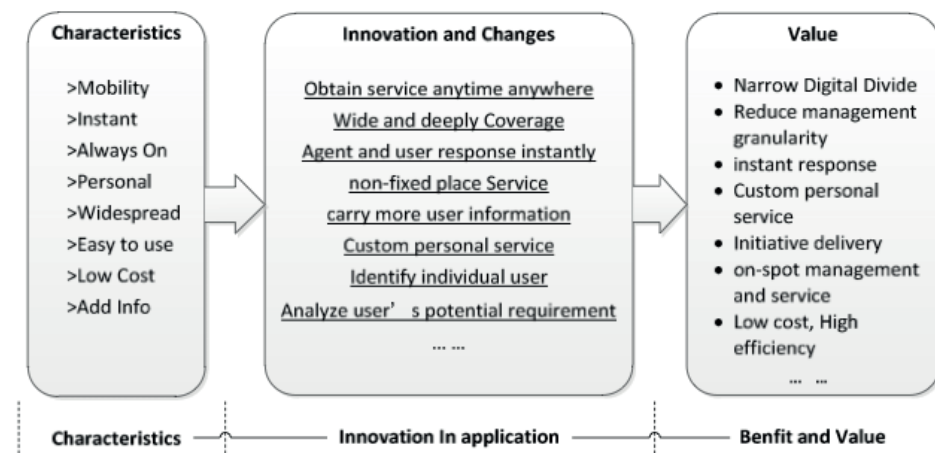 Characteristics
>Mobility
>Instant
>Always On
>Personal
>Widespread
>Easy to use
>Low Cost
>Add Info
Innovation and Changes
Obtain service anytime anywhere
Wide and deeply Coverage
Agent and user response instantly
non-fixed place Service
carry more user information
Custom personal service
Identify individual user
Analyze user’ s potential requirement
... ...
Value
• Narrow Digital Divide
• Reduce management
granularity
• instant response
• Custom personal
service
• Initiative delivery
• on-spot management
and service
• Low cost, High
efficiency
... ...
Characteristics
Innovation In application
Benfit and Value